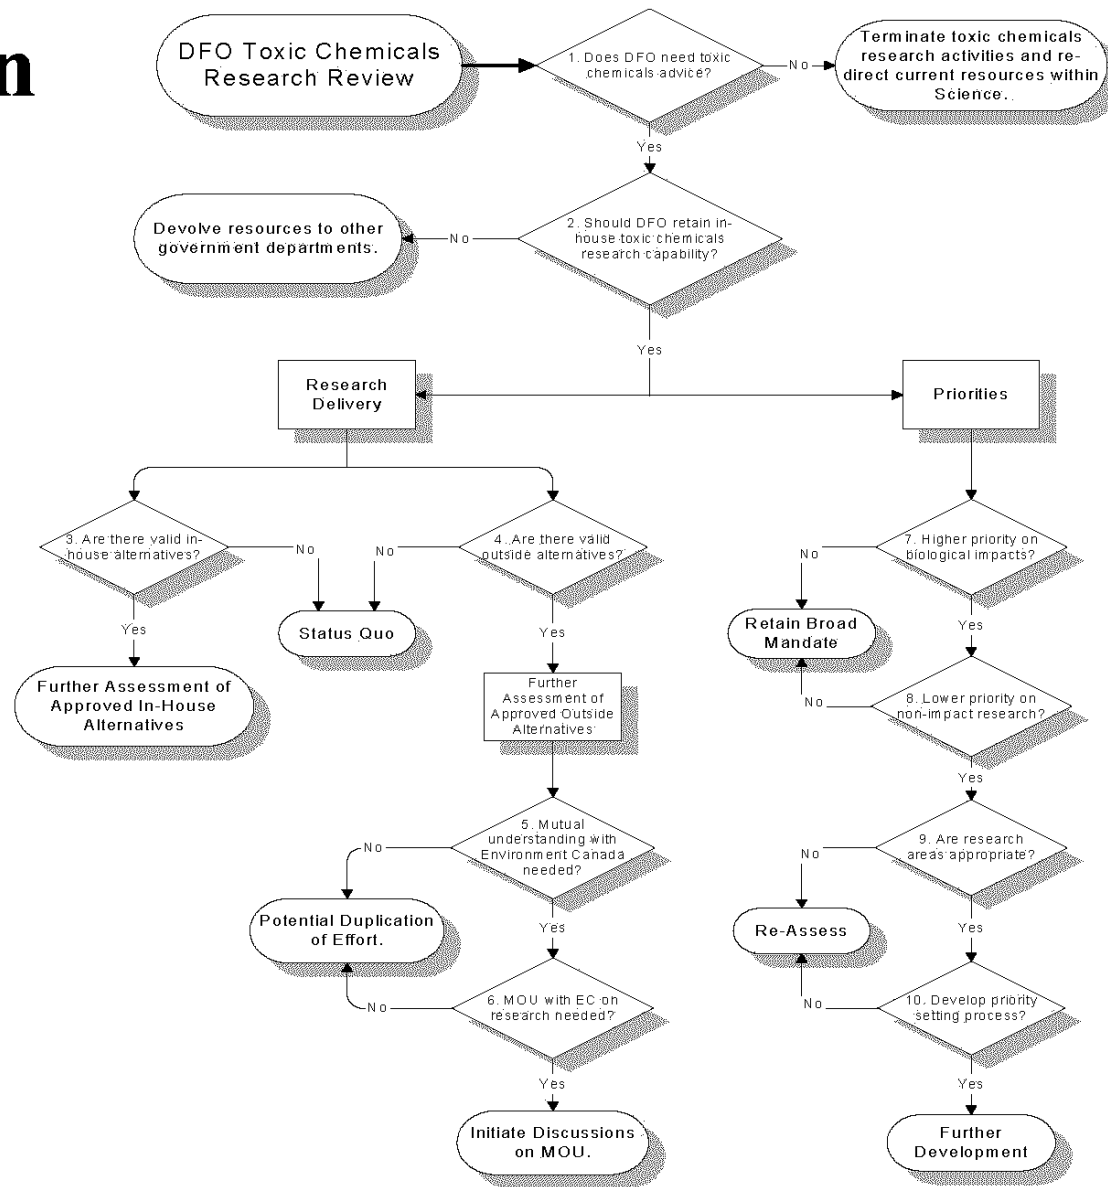 n
DFO Toxic Chemicals
Research Review
1. Does DFO need toxic
chemicals advice?
No
Terminate toxic chemicals
research activities and re-
direct current resources within
Science.
Yes
Devolve resources to other
government departments.
No
2. Should DFO retain in-
house toxic chemicals
research capability?
Yes
Research
Delivery
Priorities
3. Are there valid in-
house alternatives?
No
No
4. Are there valid
outside alternatives?
No
7. Higher priority on
biological impacts?
Yes
Status Quo
Yes
Retain Broad
Mandate
Yes
Further Assessment of
Approved In-House
Alternatives
Further
Assessment of
Approved Outside
Alternatives
No
8. Lower priority on
non-impact research?
Yes
No
5. Mutual
understanding with
Environment Canada
needed?
No
9. Are research
areas appropriate?
Potential Duplication
of Effort.
Yes
Re-Assess
Yes
No
6. MOU with EC on
research needed?
No
10. Develop priority
setting process?
Yes
Yes
Initiate Discussions
on MOU.
Further
Development